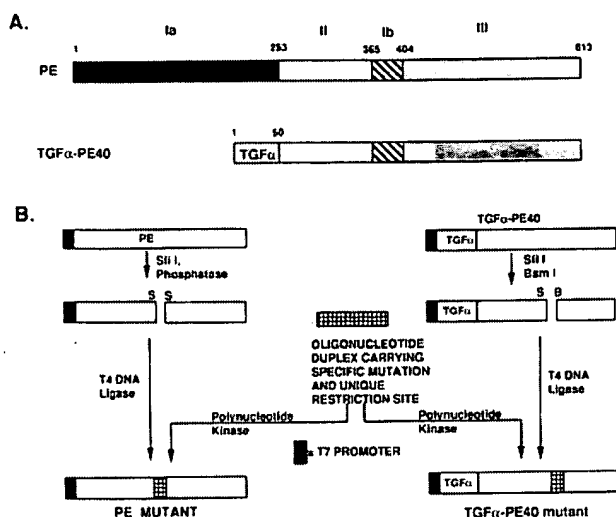 A.
Ia II Ib III
1 253 365 404 613
PE
1 50
TGFα-PE40
TGFα
B.
PE
Sfi I,
Phosphatase
S S
T4 DNA
Ligase
Polynucleotide
Kinase
PE MUTANT
OLIGONUCLEOTIDE
DUPLEX CARRYING
SPECIFIC MUTATION
AND UNIQUE
RESTRICTION SITE
= T7 PROMOTER
TGFα-PE40
TGFα
Sfi I
Bam I
S B
TGFα
T4 DNA
Ligase
Polynucleotide
Kinase
TGFα
TGFα-PE40 mutant